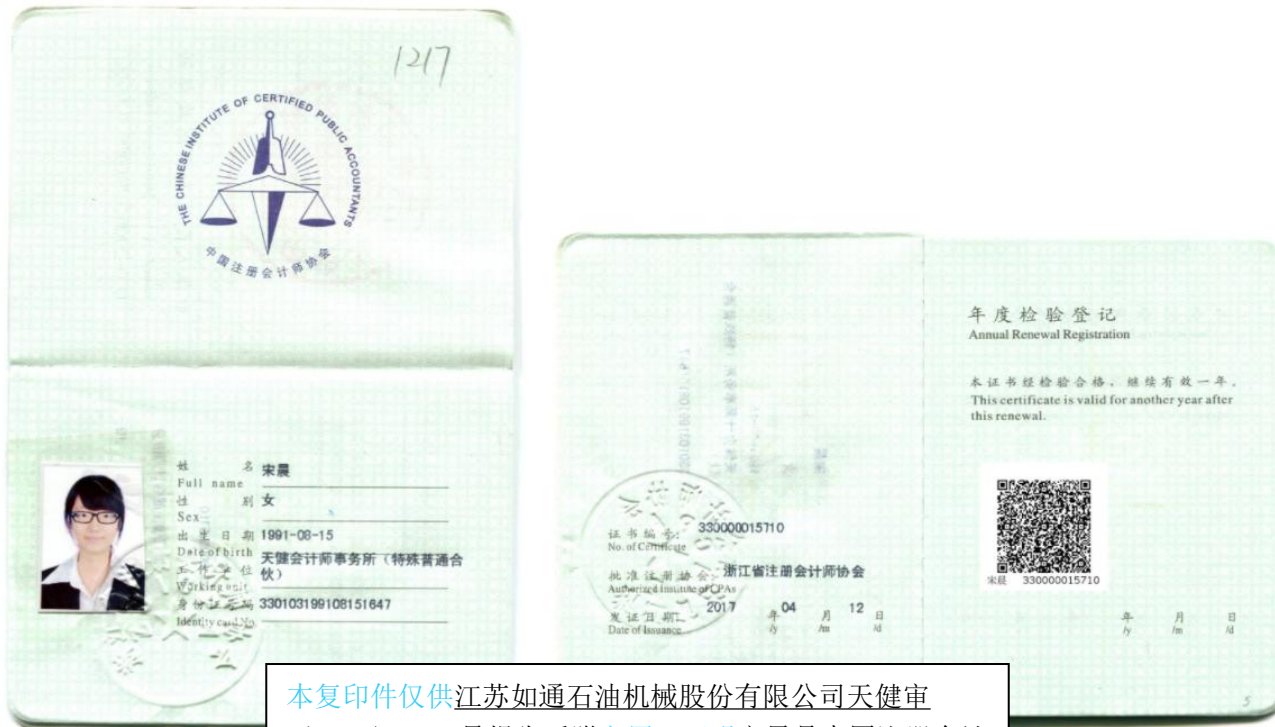 1217
THE CHINESE INSTITUTE OF CERTIFIED PUBLIC ACCOUNTANTS
中国注册会计师协会
姓 名 宋晨
Full name
性 别 女
Sex
出生日期 1991-08-15
Date of birth
工作单位 天健会计师事务所（特殊普通合
伙）
Working unit
身份证号码 330103199108151647
Identity card No.
证书编号: 330000015710
No. of Certificate
批准注册协会: 浙江省注册会计师协会
Authorized Institute of CPAs
发证日期: 2017 年 04 月 12 日
Date of Issuance /y /m /d
年度检验登记
Annual Renewal Registration
本证书经检验合格，继续有效一年。
This certificate is valid for another year after
this renewal.
宋晨 330000015710
年 月 日
/y /m /d
5
本复印件仅供江苏如通石油机械股份有限公司天健审